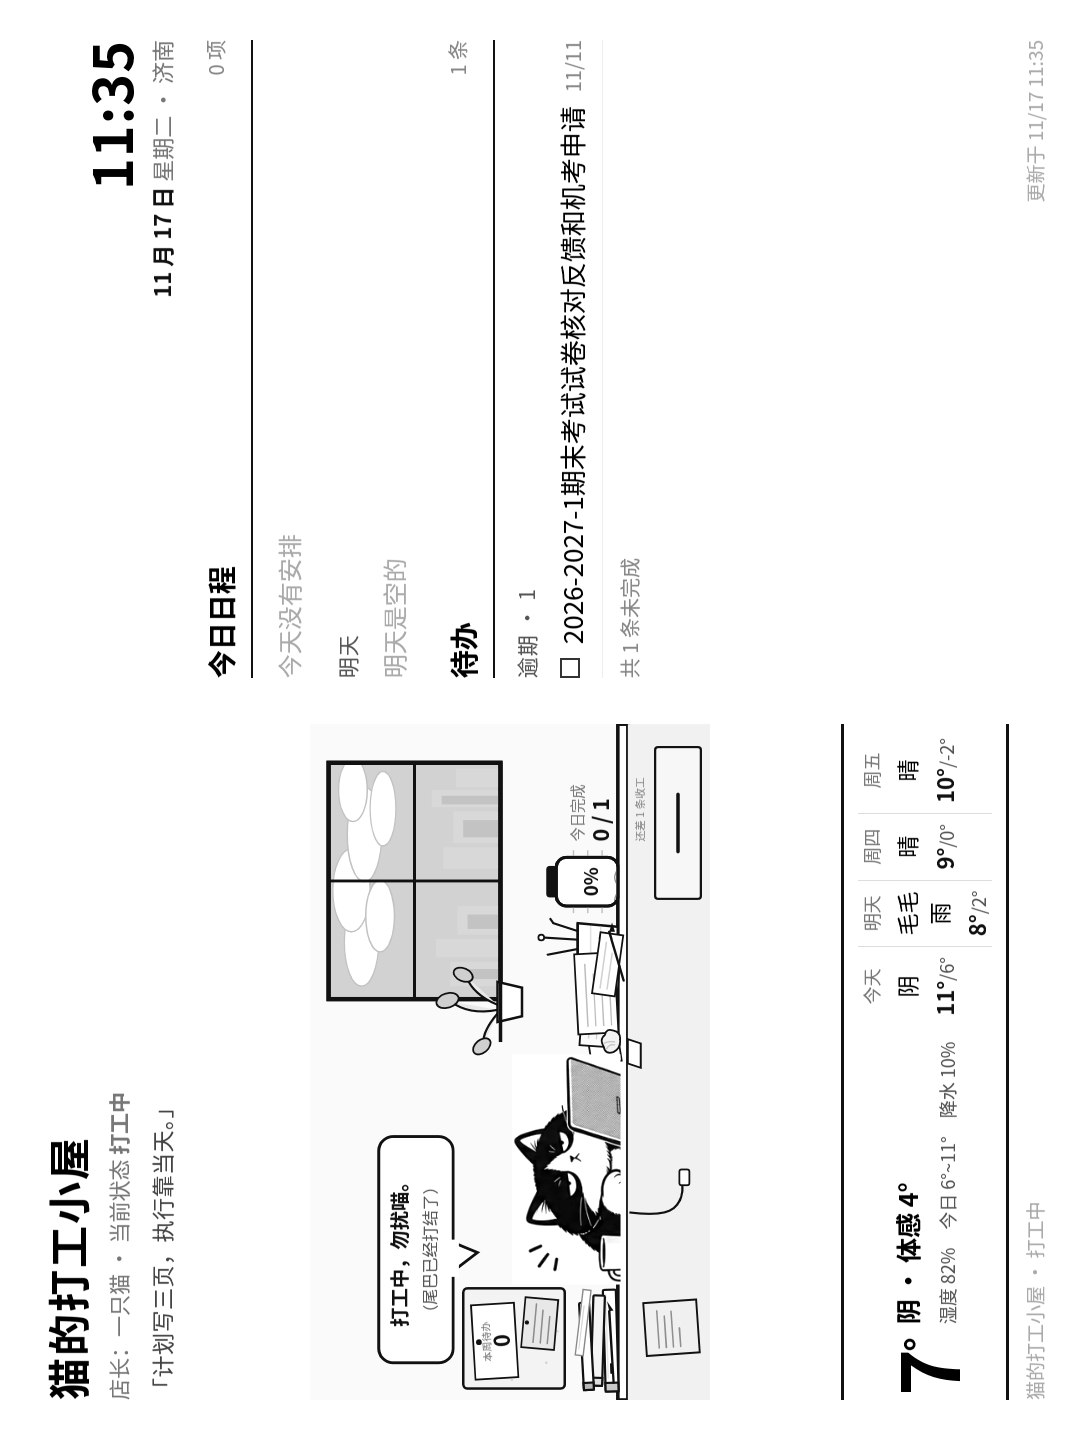 猫的打工小屋
店长：一只猫 · 当前状态 打工中
「计划写三页，执行靠当天。」
打工中，勿扰喵。
(尾巴已经打结了)
本周待办
0
0%
今日完成
0 / 1
还差 1 条收工
7° 阴 · 体感 4°
湿度 82% 今日 6°~11° 降水 10%
今天
阴
11°/6°
明天
毛毛雨
8°/2°
周四
晴
9°/0°
周五
晴
10°/-2°
猫的打工小屋 · 打工中
11:35
11 月 17 日 星期二 · 济南
今日日程 0 项
今天没有安排
明天
明天是空的
待办 1 条
逾期 · 1
2026-2027-1期末考试试卷核对反馈和机考申请 11/11
共 1 条未完成
更新于 11/17 11:35